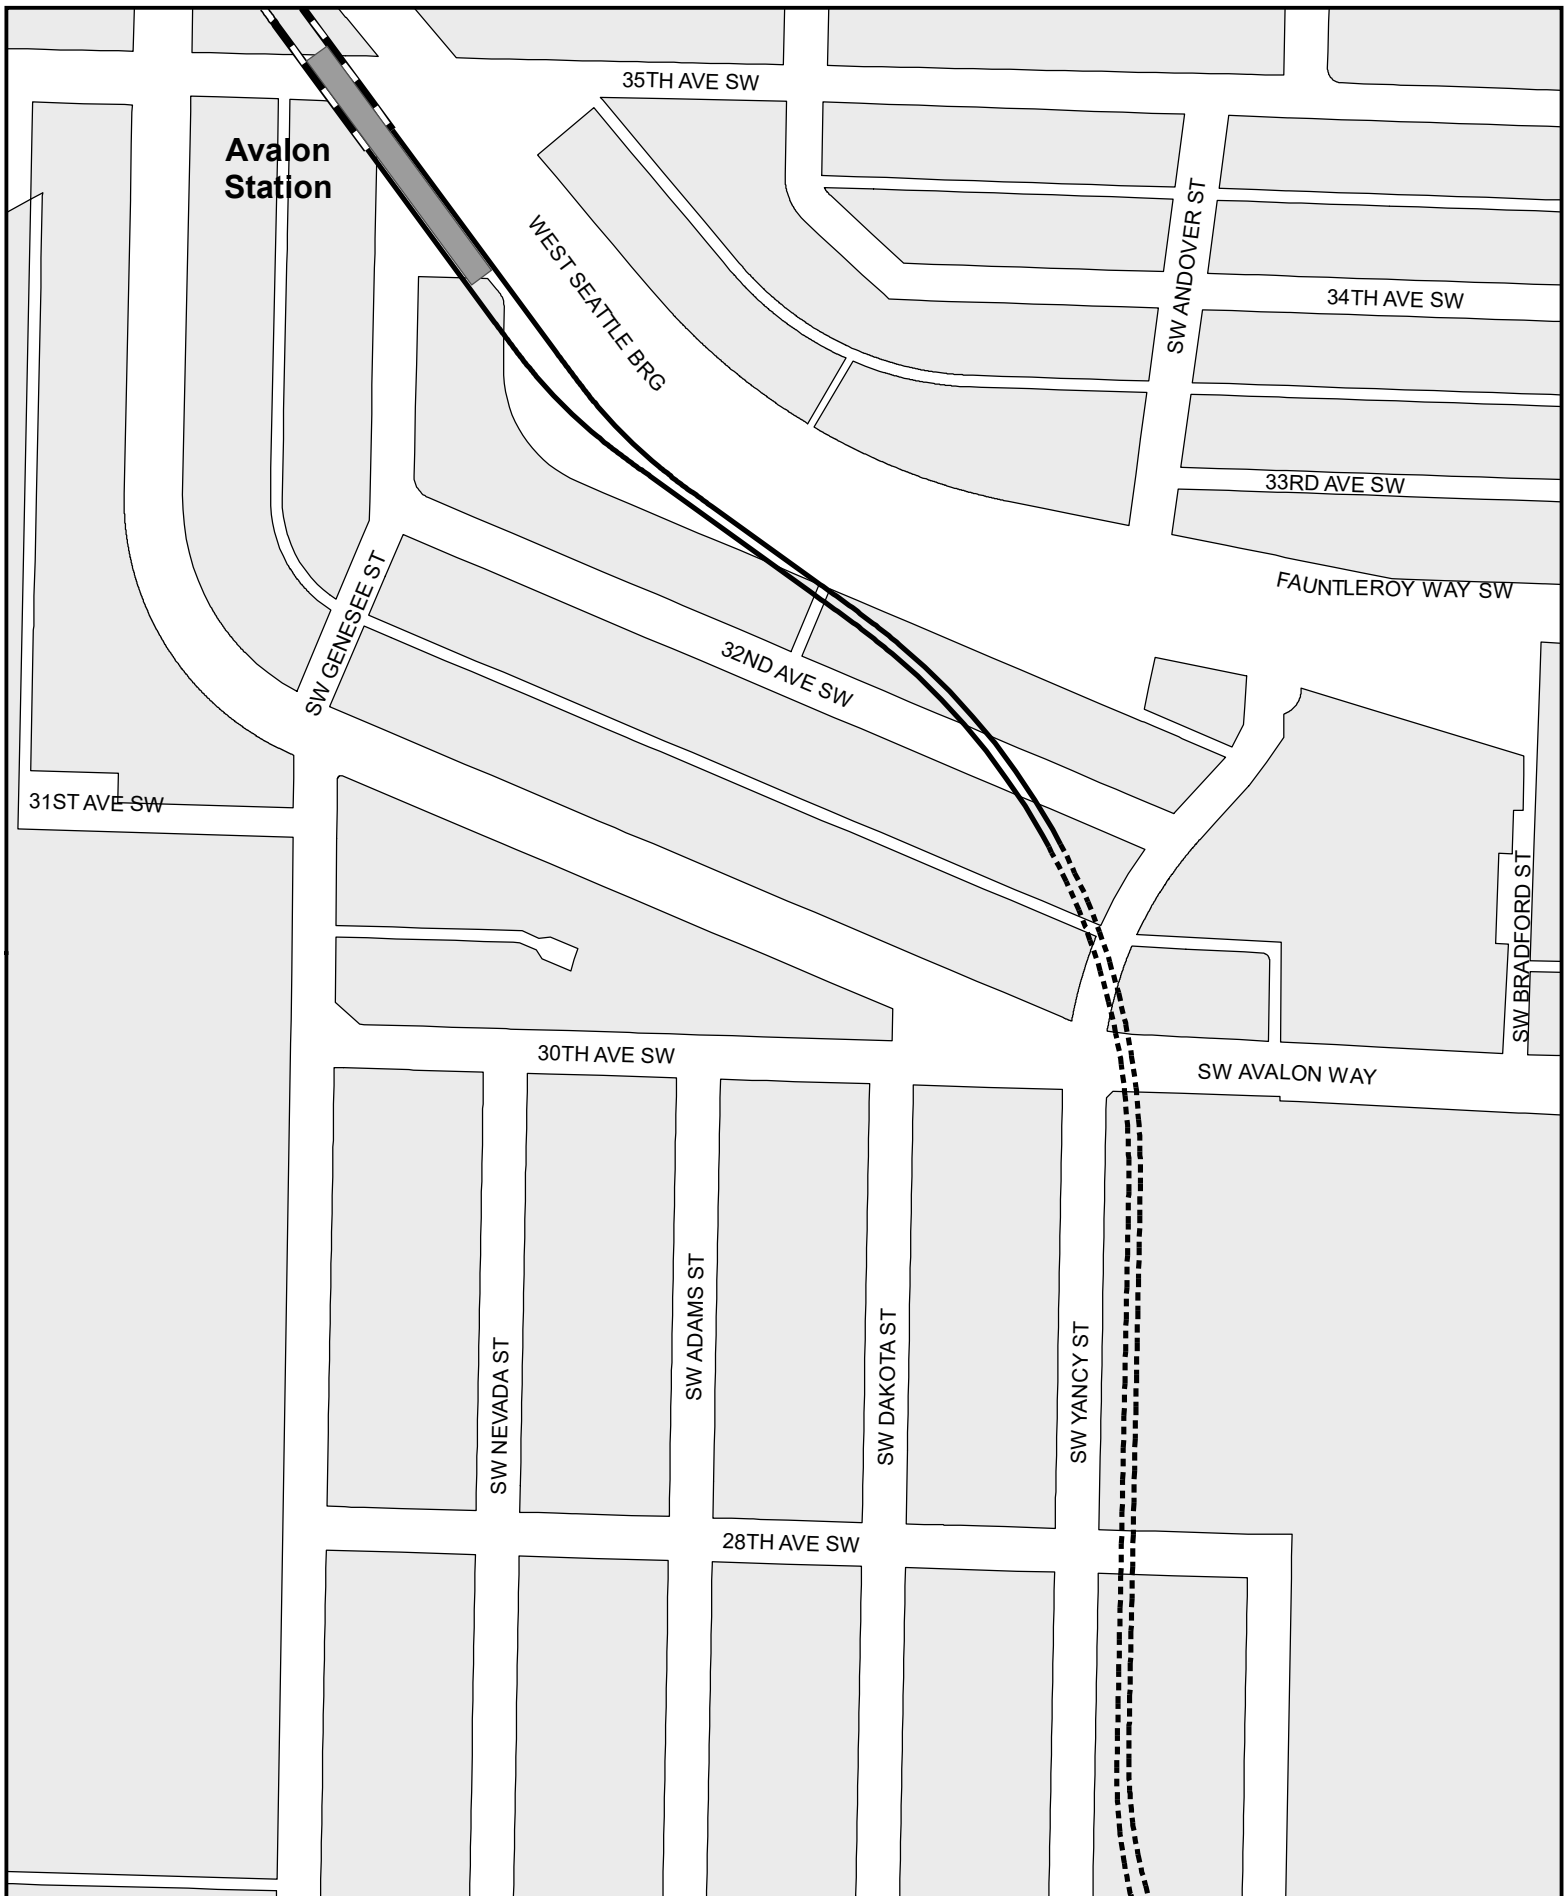 35TH AVE SW
Avalon
Station
SW ANDOVER ST
WEST SEATTLE BRG
34TH AVE SW
33RD AVE SW
FAUNTLEROY WAY SW
SW GENESEE ST
32ND AVE SW
31ST AVE SW
SW BRADFORD ST
30TH AVE SW
SW AVALON WAY
SW NEVADA ST
SW ADAMS ST
SW DAKOTA ST
SW YANCY ST
28TH AVE SW